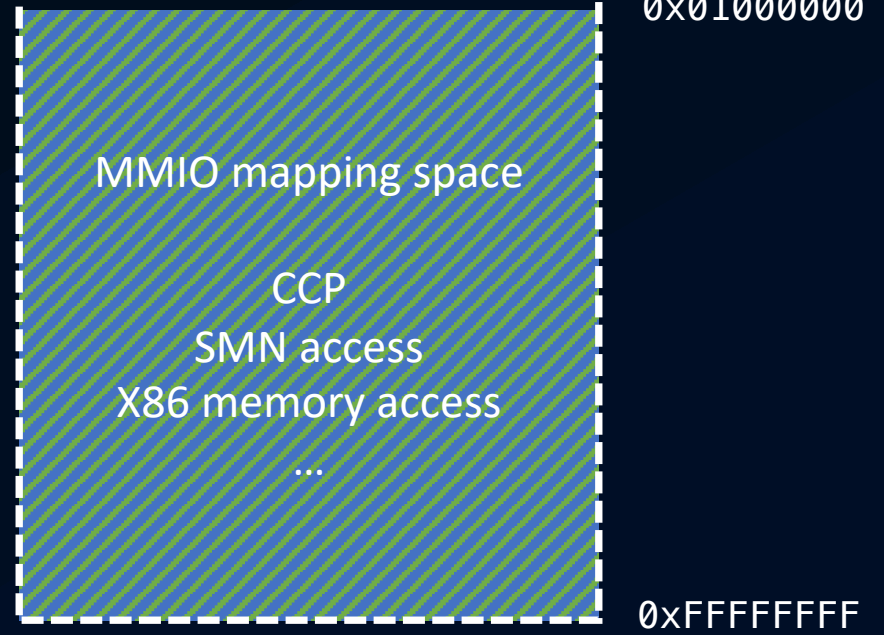 0x01000000
MMIO mapping space
CCP
SMN access
X86 memory access
...
0xFFFFFFFF